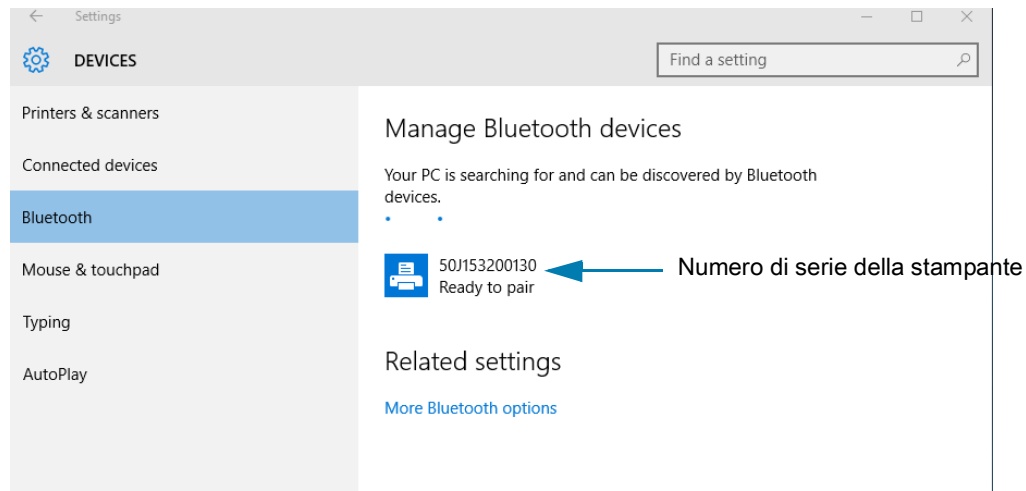 Settings
DEVICES
Find a setting
Printers & scanners
Connected devices
Bluetooth
Mouse & touchpad
Typing
AutoPlay
Manage Bluetooth devices
Your PC is searching for and can be discovered by Bluetooth
devices.
50J153200130
Ready to pair
Numero di serie della stampante
Related settings
More Bluetooth options